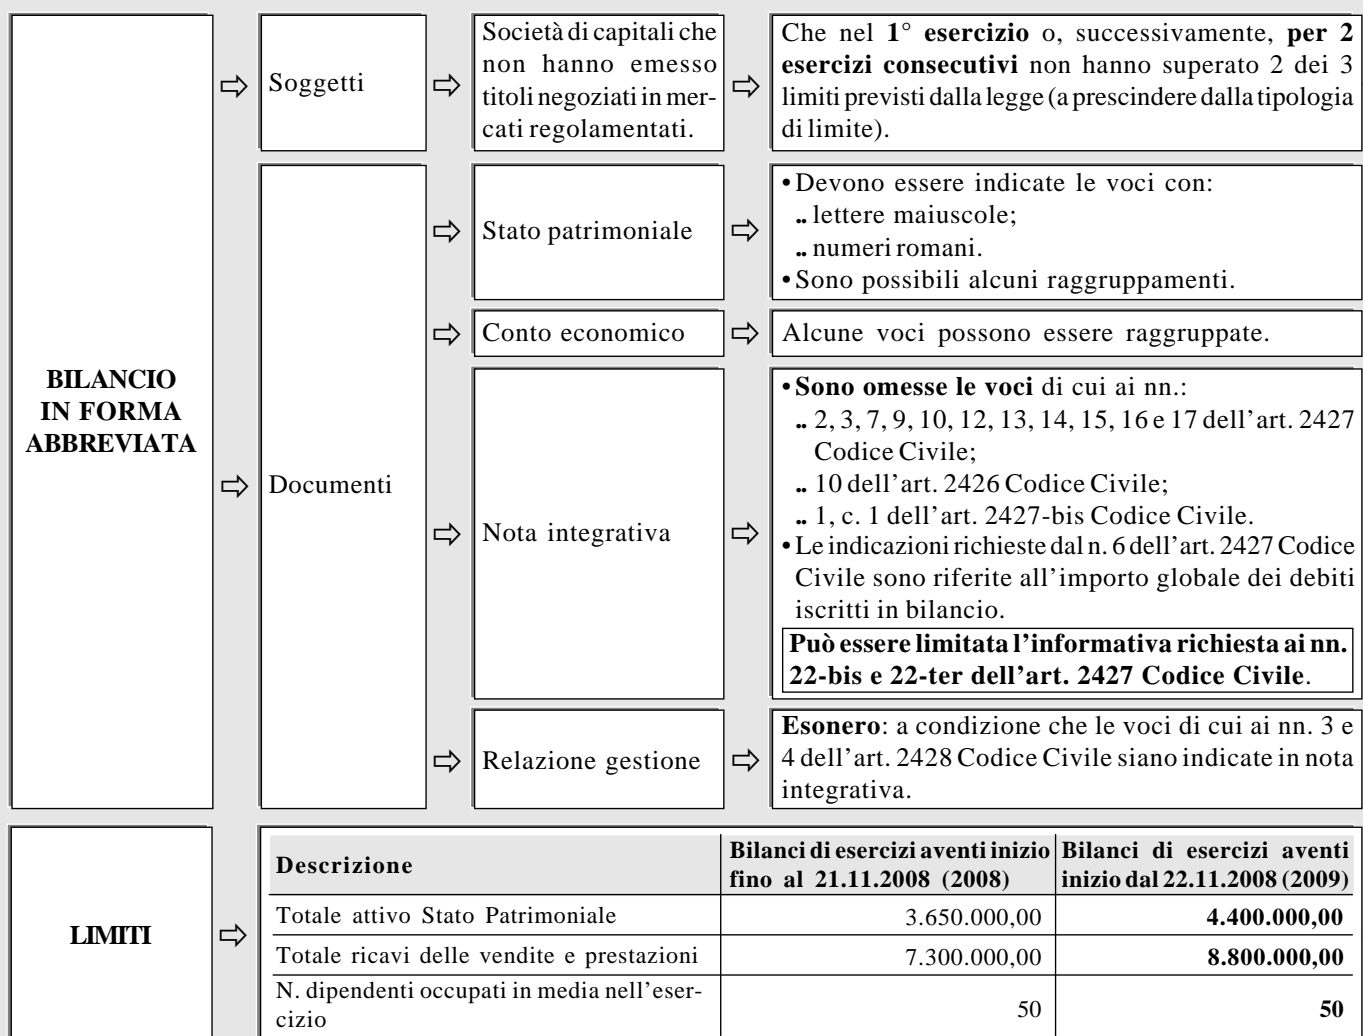 BILANCIO
IN FORMA
ABBREVIATA
Soggetti
Società di capitali che
non hanno emesso
titoli negoziati in mer-
cati regolamentati.
Che nel 1° esercizio o, successivamente, per 2
esercizi consecutivi non hanno superato 2 dei 3
limiti previsti dalla legge (a prescindere dalla tipologia
di limite).
Documenti
Stato patrimoniale
• Devono essere indicate le voci con:
.. lettere maiuscole;
.. numeri romani.
• Sono possibili alcuni raggruppamenti.
Conto economico
Alcune voci possono essere raggruppate.
Nota integrativa
• Sono omesse le voci di cui ai nn.:
.. 2, 3, 7, 9, 10, 12, 13, 14, 15, 16 e 17 dell'art. 2427
Codice Civile;
.. 10 dell'art. 2426 Codice Civile;
.. 1, c. 1 dell'art. 2427-bis Codice Civile.
• Le indicazioni richieste dal n. 6 dell'art. 2427 Codice
Civile sono riferite all'importo globale dei debiti
iscritti in bilancio.
Può essere limitata l'informativa richiesta ai nn.
22-bis e 22-ter dell'art. 2427 Codice Civile.
Relazione gestione
Esonero: a condizione che le voci di cui ai nn. 3 e
4 dell'art. 2428 Codice Civile siano indicate in nota
integrativa.
LIMITI
Descrizione
Bilanci di esercizi aventi inizio
fino al 21.11.2008 (2008)
Bilanci di esercizi aventi
inizio dal 22.11.2008 (2009)
Totale attivo Stato Patrimoniale 3.650.000,00 4.400.000,00
Totale ricavi delle vendite e prestazioni 7.300.000,00 8.800.000,00
N. dipendenti occupati in media nell'eser-
cizio 50 50